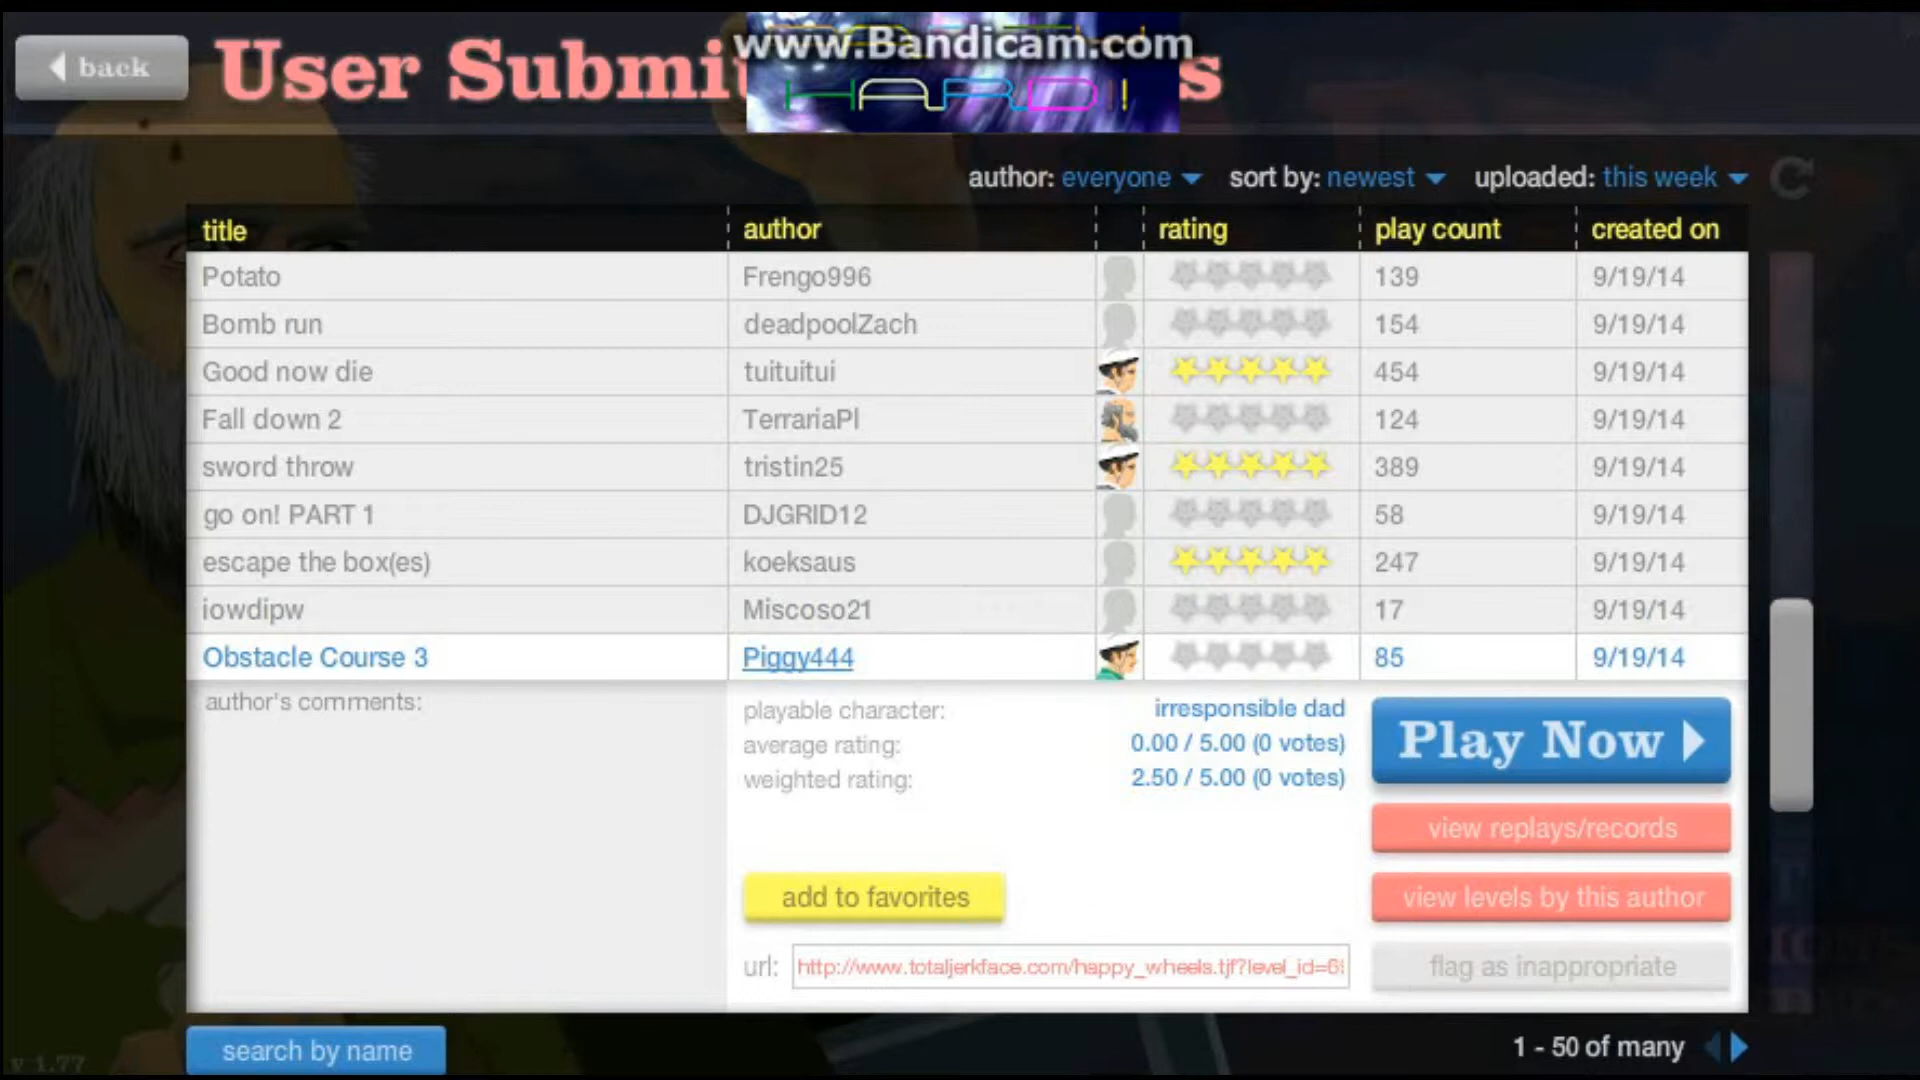 www.Bandicam.com
back
User Submi s
HARD!
author: everyone sort by: newest uploaded: this week
title author rating play count created on
Potato Frengo996 139 9/19/14
Bomb run deadpoolZach 154 9/19/14
Good now die tuituitui 454 9/19/14
Fall down 2 TerrariaPl 124 9/19/14
sword throw tristin25 389 9/19/14
go on! PART 1 DJGRID12 58 9/19/14
escape the box(es) koeksaus 247 9/19/14
iowdipw Miscoso21 17 9/19/14
Obstacle Course 3 Piggy444 85 9/19/14
author's comments:
playable character: irresponsible dad
average rating: 0.00 / 5.00 (0 votes)
weighted rating: 2.50 / 5.00 (0 votes)
Play Now
view replays/records
add to favorites
view levels by this author
url: http://www.totaljerkface.com/happy_wheels.tjf?level_id=6
flag as inappropriate
search by name
1 - 50 of many
v 1.77